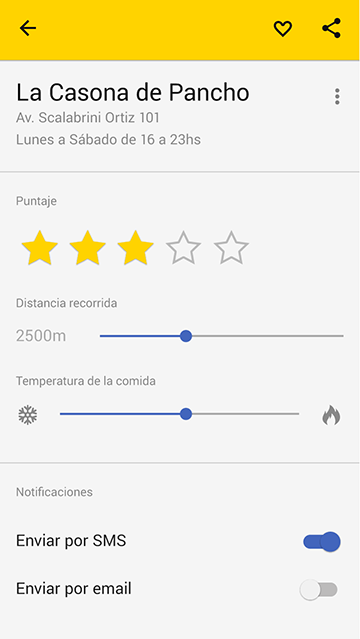 La Casona de Pancho
Av. Scalabrini Ortiz 101
Lunes a Sábado de 16 a 23hs
Puntaje
Distancia recorrida
2500m
Temperatura de la comida
Notificaciones
Enviar por SMS
Enviar por email